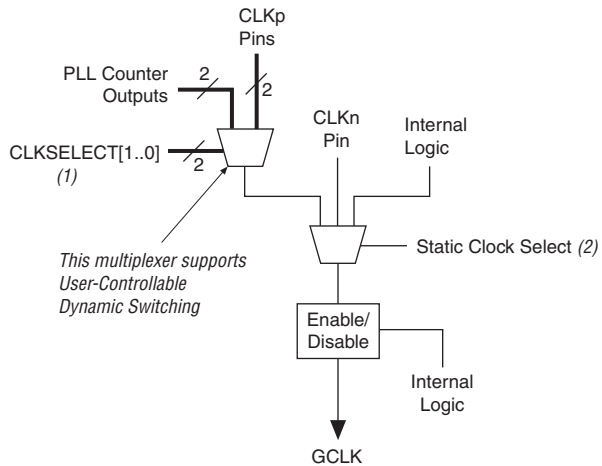 CLKp
Pins
PLL Counter
Outputs
2
2
CLKn
Pin
Internal
Logic
CLKSELECT[1..0]
(1)
2
This multiplexer supports
User-Controllable
Dynamic Switching
Static Clock Select (2)
Enable/
Disable
Internal
Logic
GCLK